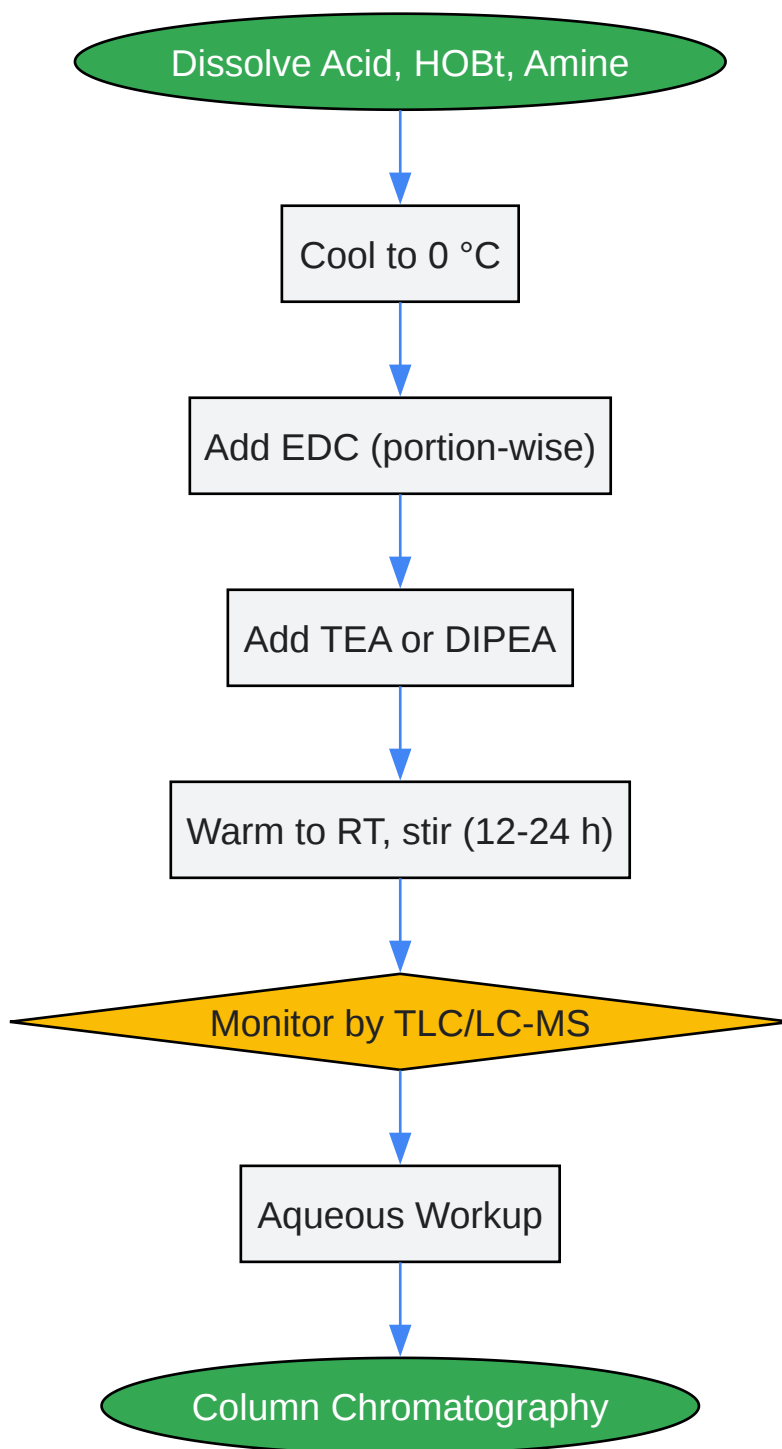 Dissolve Acid, HOBt, Amine
Cool to 0 °C
Add EDC (portion-wise)
Add TEA or DIPEA
Warm to RT, stir (12-24 h)
Monitor by TLC/LC-MS
Aqueous Workup
Column Chromatography